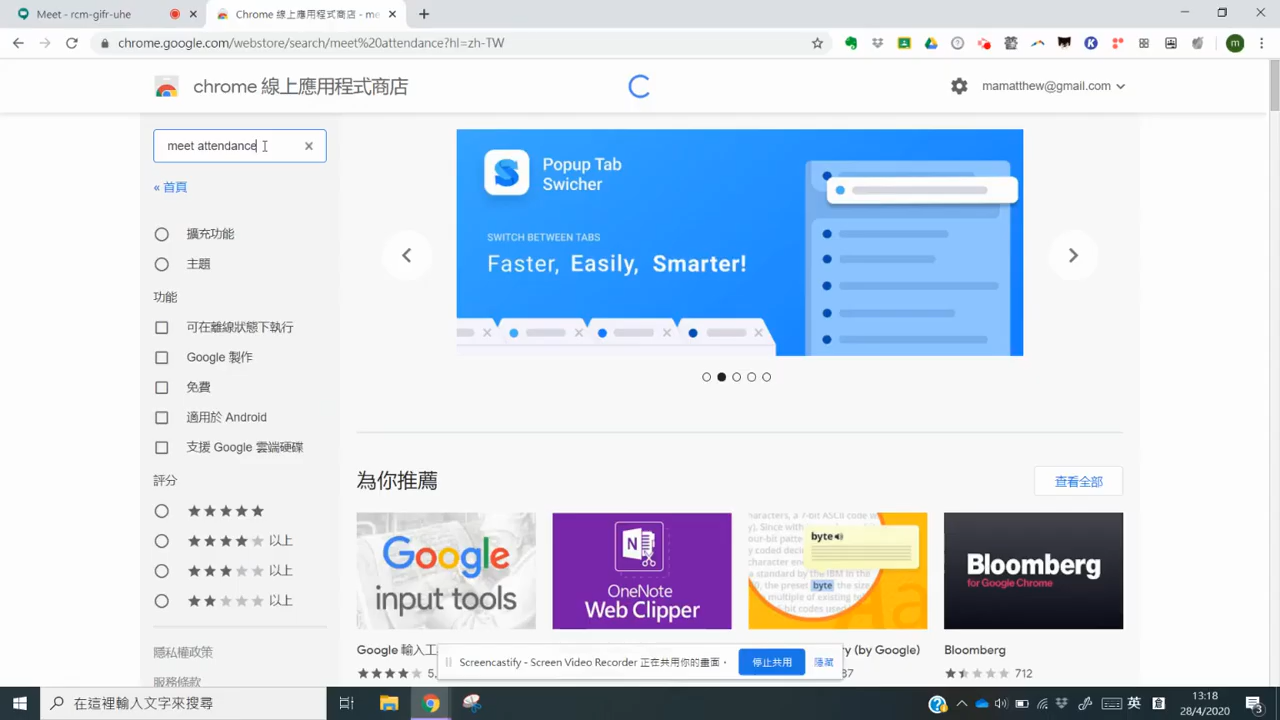 Meet - rcm-gifr-uhe
Chrome 線上應用程式商店 - me
chrome.google.com/webstore/search/meet%20attendance?hl=zh-TW
chrome 線上應用程式商店
mamatthew@gmail.com
meet attendance
« 首頁
擴充功能
主題
功能
可在離線狀態下執行
Google 製作
免費
適用於 Android
支援 Google 雲端硬碟
評分
以上
以上
以上
隱私權政策
服務條款
Popup Tab
Swicher
SWITCH BETWEEN TABS
Faster, Easily, Smarter!
為你推薦
查看全部
Google
input tools
OneNote
Web Clipper
byte
byte
Bloomberg
for Google Chrome
Google 輸入工
ry (by Google)
Bloomberg
5,
37
712
Screencastify - Screen Video Recorder 正在共用你的畫面。
停止共用
隱藏
在這裡輸入文字來搜尋
英
13:18
28/4/2020
3